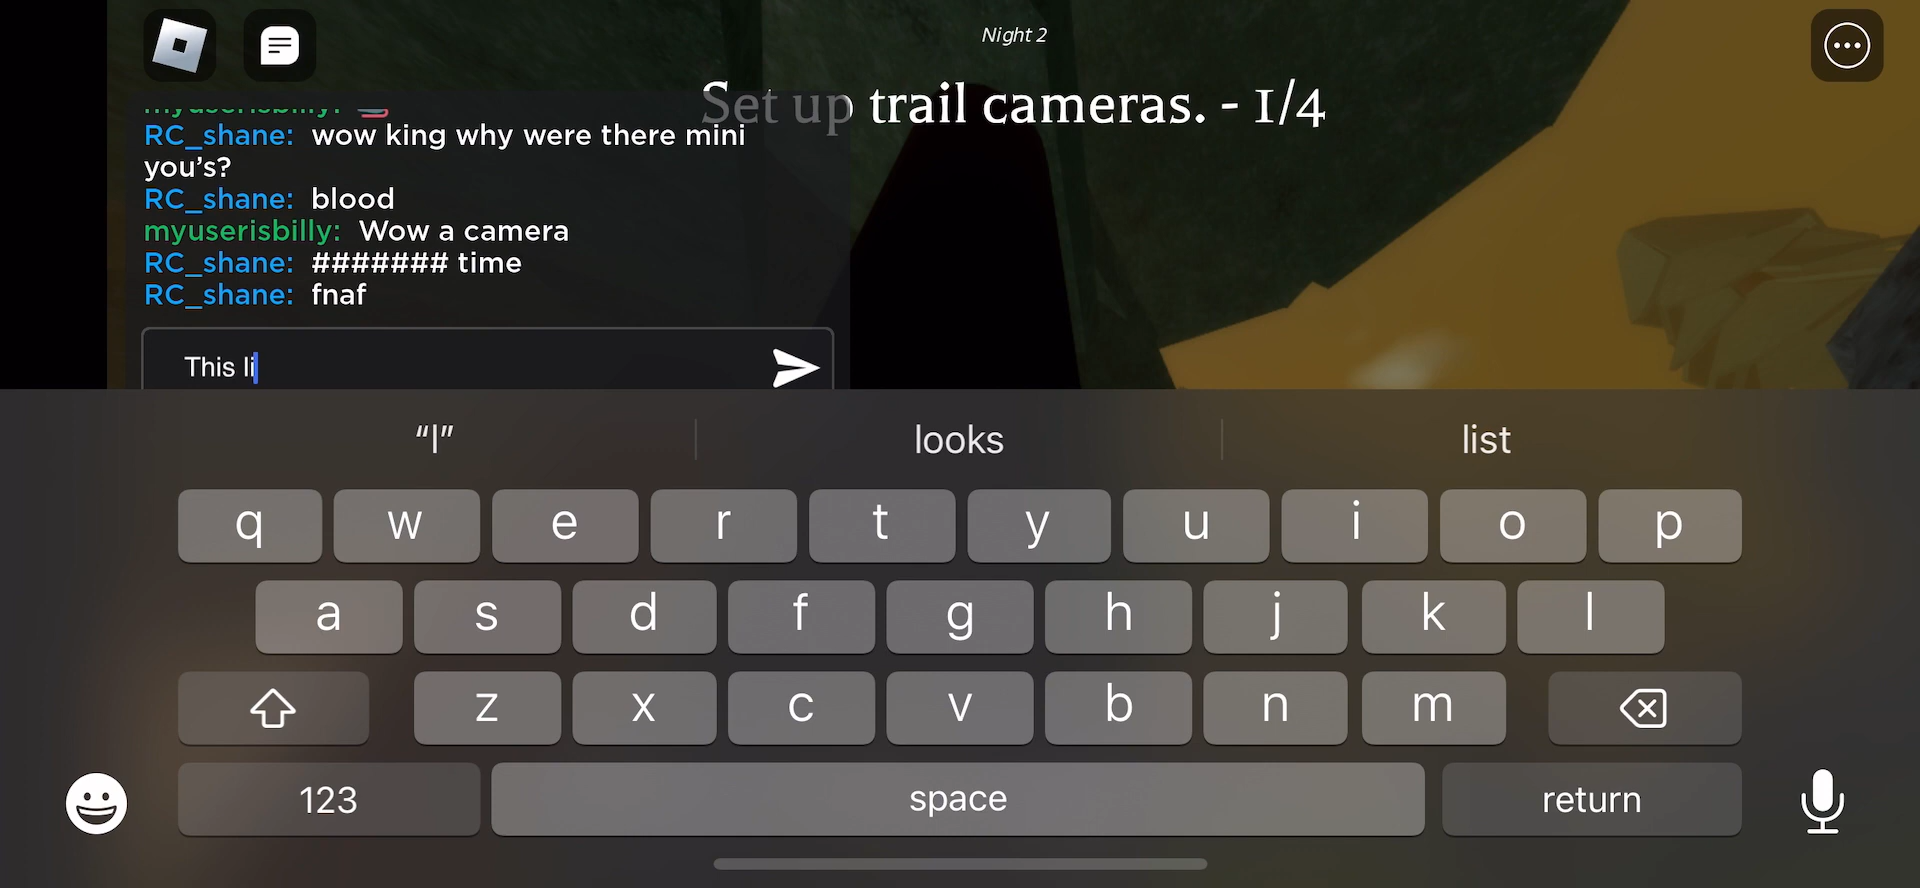 Night 2
Set up trail cameras. - 1/4
myuserisbilly:
RC_shane: wow king why were there mini
you's?
RC_shane: blood
myuserisbilly: Wow a camera
RC_shane: ####### time
RC_shane: fnaf
This li
“l” looks list
q w e r t y u i o p
a s d f g h j k l
z x c v b n m
123 space return